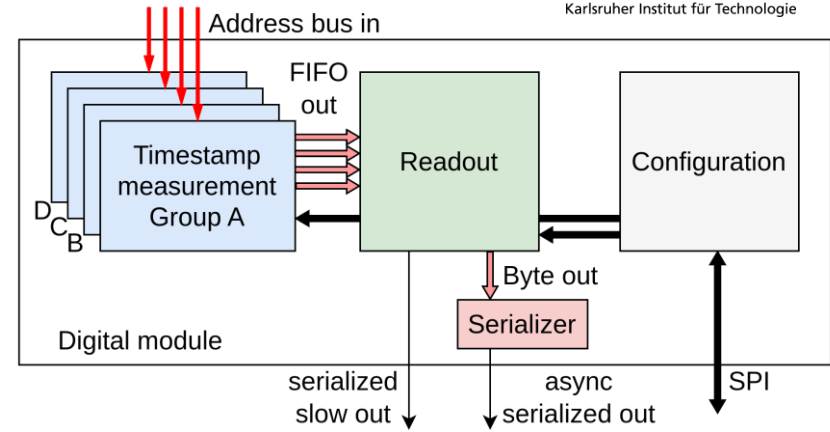 Karlsruher Institut für Technologie
Address bus in
FIFO
out
Timestamp
measurement
Group A
D
C
B
Readout
Configuration
Byte out
Serializer
Digital module
serialized
slow out
async
serialized out
SPI